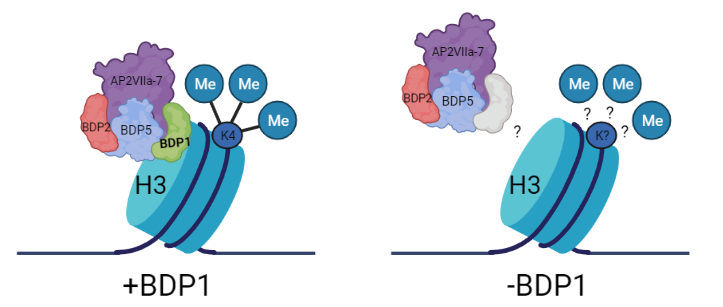 AP2VIIa-7
BDP2
BDP5
BDP1
Me
Me
Me
K4
H3
+BDP1
AP2VIIa-7
BDP2
BDP5
?
Me
Me
Me
?
?
?
K?
H3
-BDP1